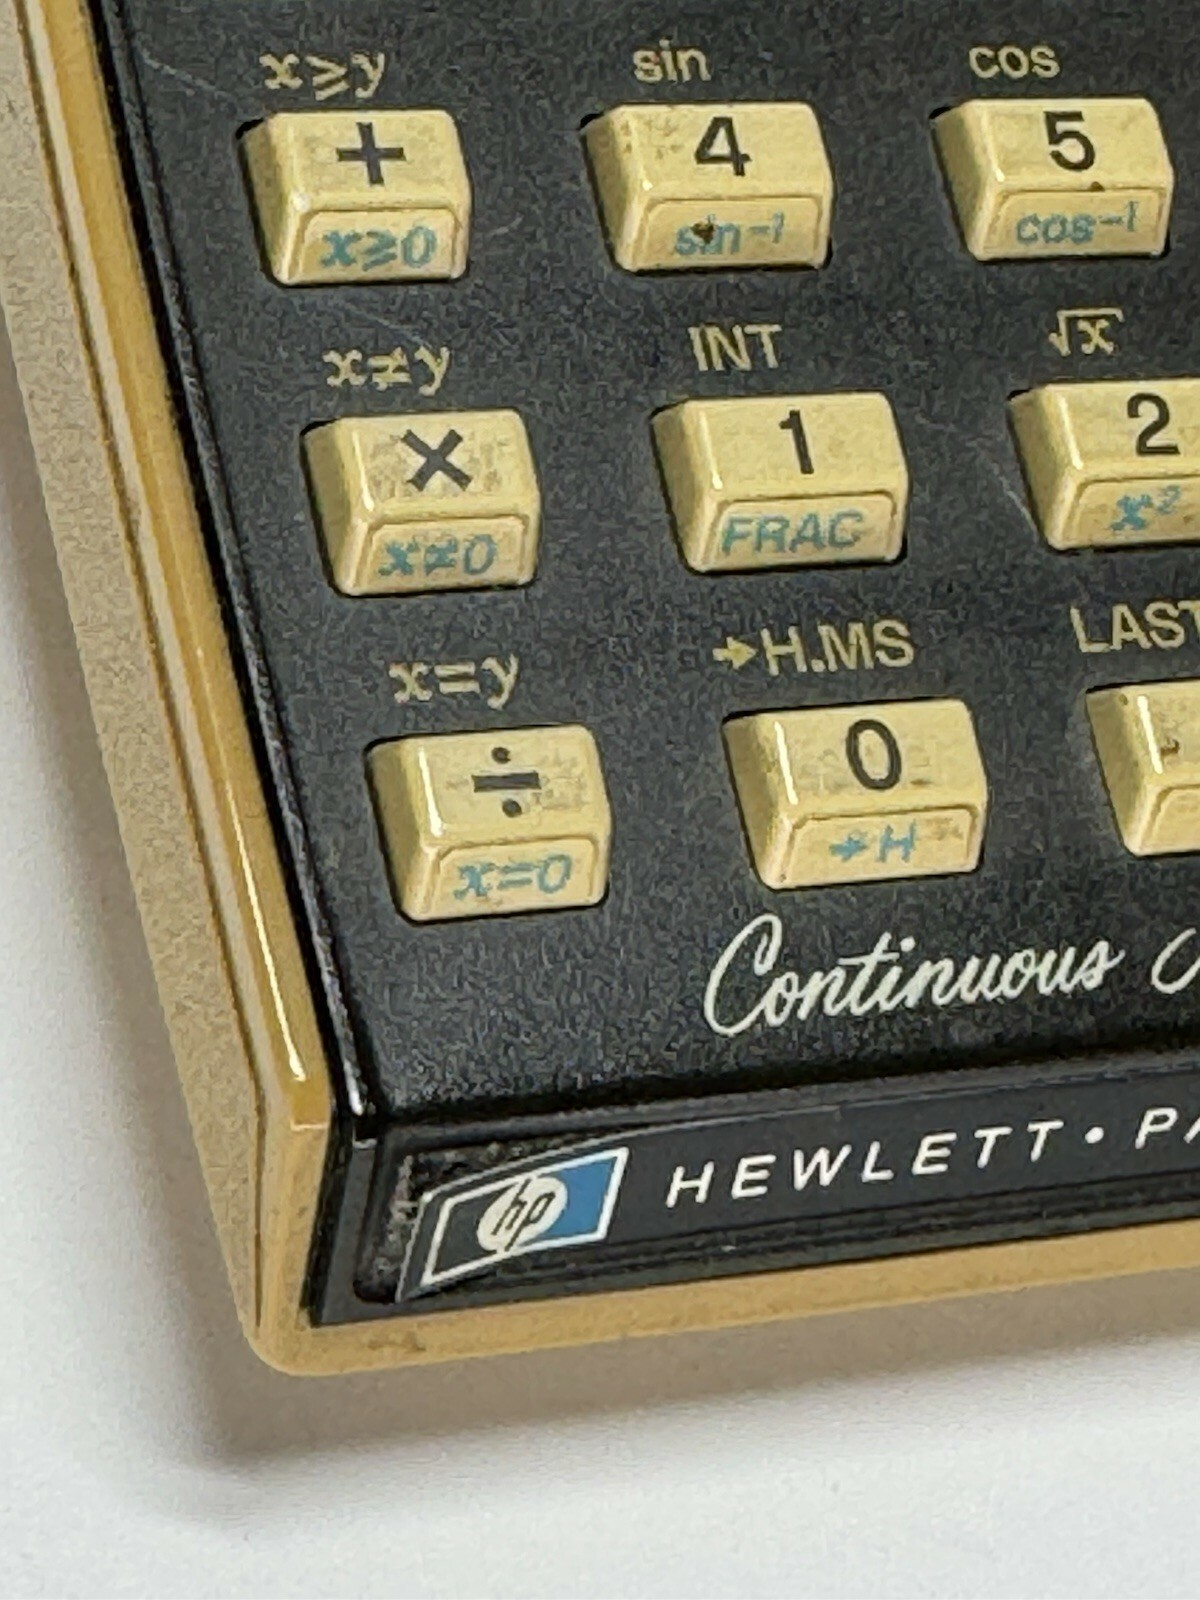 x≥y sin cos
+ 4 5
x≥0 sin⁻¹ cos⁻¹
x≠y INT √x
× 1 2
x≠0 FRAC x²
x=y →H.MS LAST
÷ 0 .
x=0 →H
Continuous
hp HEWLETT • PA